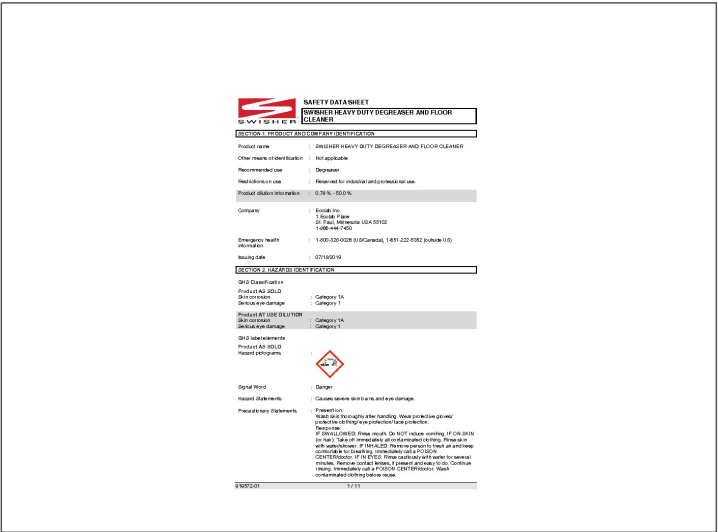 SWISHER
SAFETY DATA SHEET
SWISHER HEAVY DUTY DEGREASER AND FLOOR
CLEANER
SECTION 1. PRODUCT AND COMPANY IDENTIFICATION
Product name : SWISHER HEAVY DUTY DEGREASER AND FLOOR CLEANER
Other means of identification : Not applicable
Recommended use : Degreaser
Restrictions on use : Reserved for industrial and professional use.
Product dilution information : 0.78 % - 50.0 %
Company : Ecolab Inc.
1 Ecolab Place
St. Paul, Minnesota USA 55102
1-866-444-7450
Emergency health : 1-800-328-0026 (US/Canada), 1-651-222-5352 (outside US)
information
Issuing date : 07/18/2019
SECTION 2. HAZARDS IDENTIFICATION
GHS Classification
Product AS SOLD
Skin corrosion : Category 1A
Serious eye damage : Category 1
Product AT USE DILUTION
Skin corrosion : Category 1A
Serious eye damage : Category 1
GHS label elements
Product AS SOLD
Hazard pictograms :
Signal Word : Danger
Hazard Statements : Causes severe skin burns and eye damage.
Precautionary Statements : Prevention:
Wash skin thoroughly after handling. Wear protective gloves/
protective clothing/ eye protection/ face protection.
Response:
IF SWALLOWED: Rinse mouth. Do NOT induce vomiting. IF ON SKIN
(or hair): Take off immediately all contaminated clothing. Rinse skin
with water/shower. IF INHALED: Remove person to fresh air and keep
comfortable for breathing. Immediately call a POISON
CENTER/doctor. IF IN EYES: Rinse cautiously with water for several
minutes. Remove contact lenses, if present and easy to do. Continue
rinsing. Immediately call a POISON CENTER/doctor. Wash
contaminated clothing before reuse.
919572-01 1 / 11